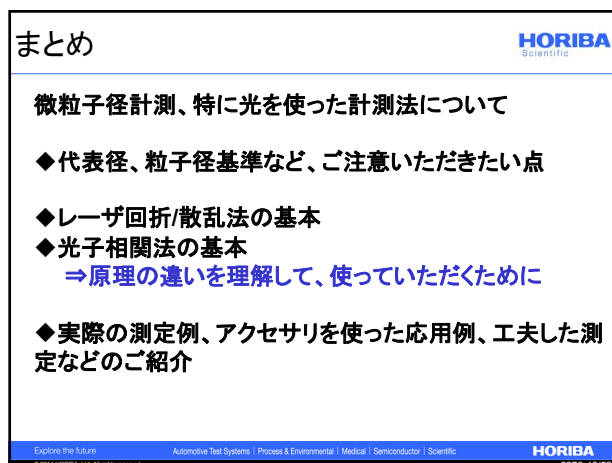 まとめ
HORIBA
Scientific
微粒子径計測、特に光を使った計測法について
◆代表径、粒子径基準など、ご注意いただきたい点
◆レーザ回折/散乱法の基本
◆光子相関法の基本
⇒原理の違いを理解して、使っていただくために
◆実際の測定例、アクセサリを使った応用例、工夫した測
定などのご紹介
Explore the future
Automotive Test Systems | Process & Environmental | Medical | Semiconductor | Scientific
HORIBA